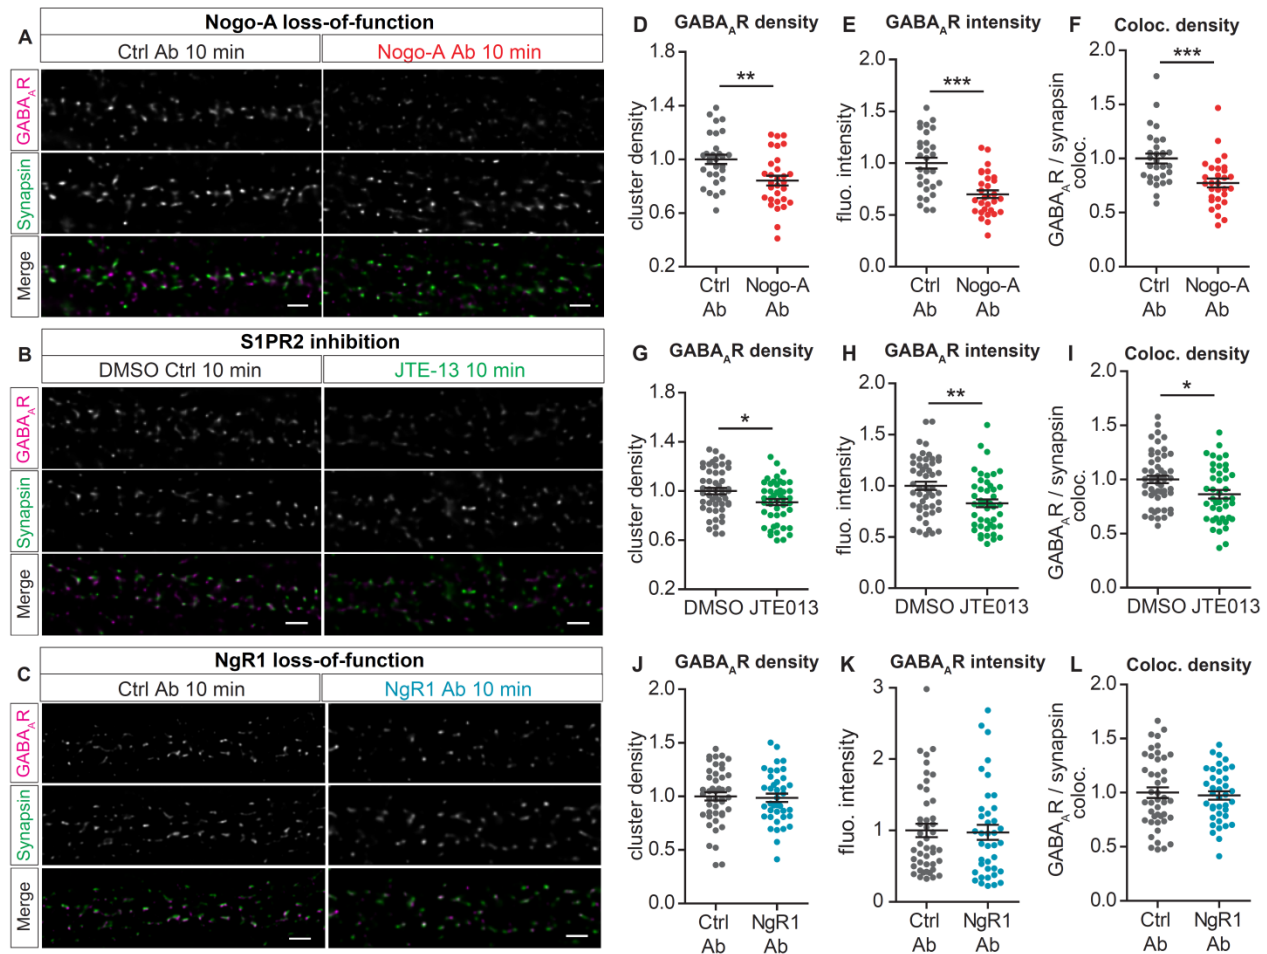 A
Nogo-A loss-of-function
Ctrl Ab 10 min
Nogo-A Ab 10 min
GABAAR
Synapsin
Merge
B
S1PR2 inhibition
DMSO Ctrl 10 min
JTE-13 10 min
GABAAR
Synapsin
Merge
C
NgR1 loss-of-function
Ctrl Ab 10 min
NgR1 Ab 10 min
GABAAR
Synapsin
Merge
D
GABAAR density
cluster density
1.8
1.4
1.0
0.6
0.2
**
Ctrl
Ab
Nogo-A
Ab
E
GABAAR intensity
fluo. intensity
2.0
1.5
1.0
0.5
0.0
***
Ctrl
Ab
Nogo-A
Ab
F
Coloc. density
GABAAR / synapsin
coloc.
2.0
1.5
1.0
0.5
0.0
***
Ctrl
Ab
Nogo-A
Ab
G
GABAAR density
cluster density
1.8
1.4
1.0
0.6
0.2
*
DMSO
JTE013
H
GABAAR intensity
fluo. intensity
2.0
1.5
1.0
0.5
0.0
**
DMSO
JTE013
I
Coloc. density
GABAAR / synapsin
coloc.
2.0
1.5
1.0
0.5
0.0
*
DMSO
JTE013
J
GABAAR density
cluster density
2.0
1.5
1.0
0.5
0.0
Ctrl
Ab
NgR1
Ab
K
GABAAR intensity
fluo. intensity
3
2
1
0
Ctrl
Ab
NgR1
Ab
L
Coloc. density
GABAAR / synapsin
coloc.
2.0
1.5
1.0
0.5
0.0
Ctrl
Ab
NgR1
Ab